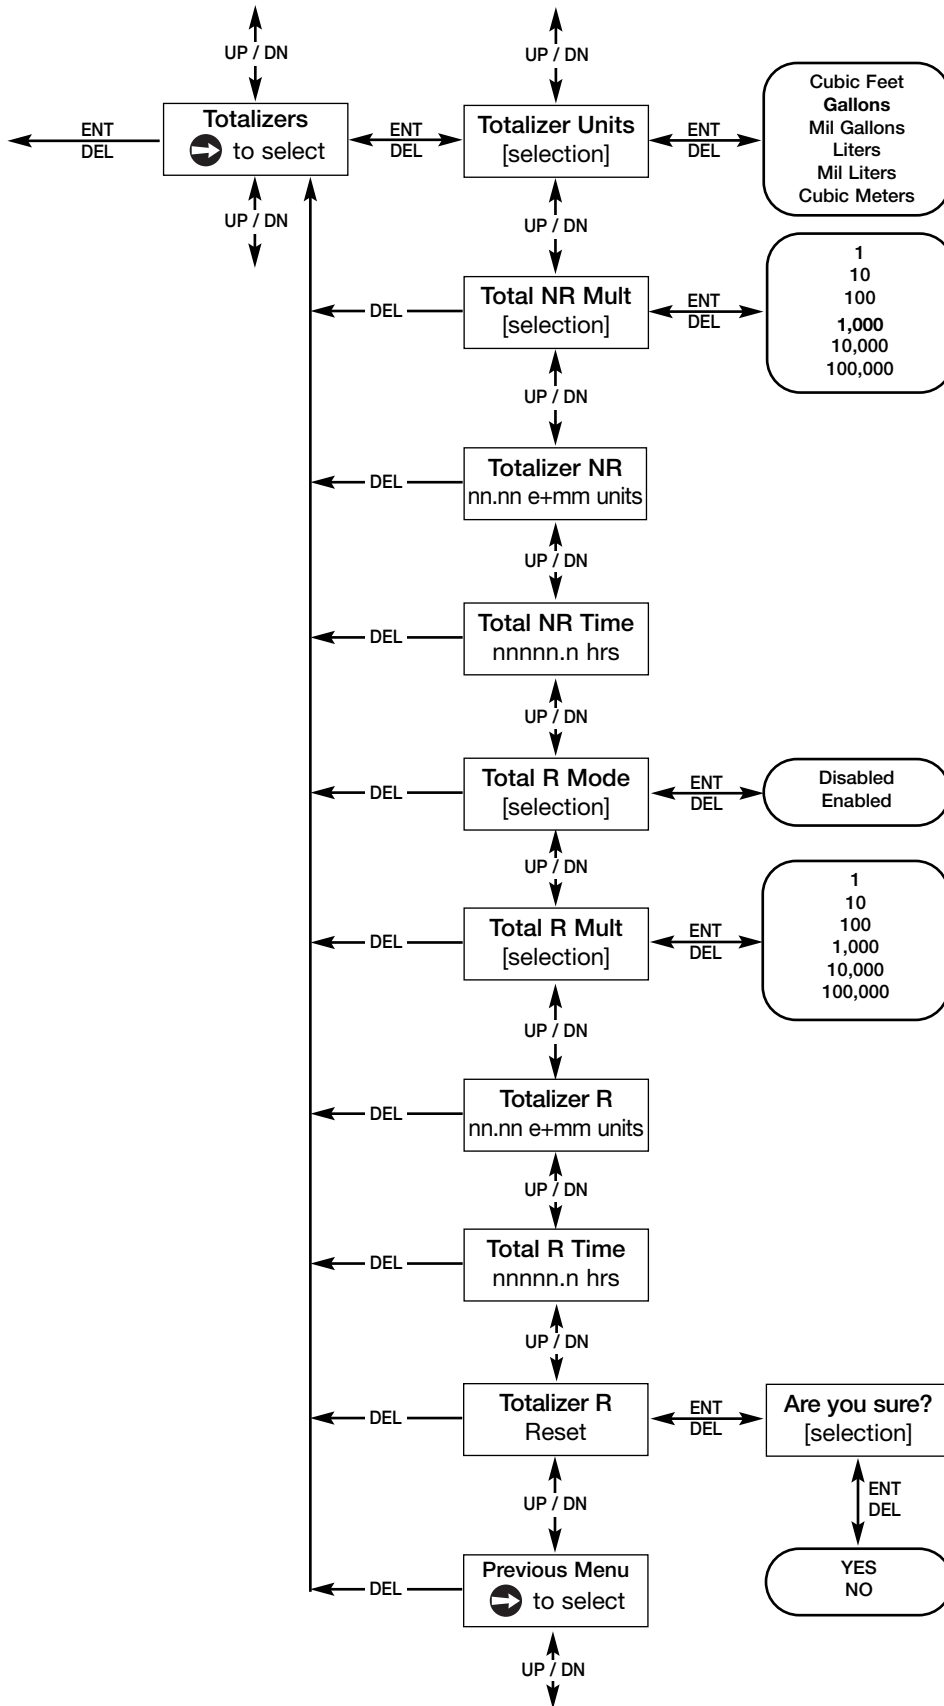 UP / DN
UP / DN
ENT
DEL
Totalizers
to select
ENT
DEL
Totalizer Units
[selection]
ENT
DEL
Cubic Feet
Gallons
Mil Gallons
Liters
Mil Liters
Cubic Meters
UP / DN
UP / DN
DEL
Total NR Mult
[selection]
ENT
DEL
1
10
100
1,000
10,000
100,000
UP / DN
DEL
Totalizer NR
nn.nn e+mm units
UP / DN
DEL
Total NR Time
nnnnn.n hrs
UP / DN
DEL
Total R Mode
[selection]
ENT
DEL
Disabled
Enabled
UP / DN
DEL
Total R Mult
[selection]
ENT
DEL
1
10
100
1,000
10,000
100,000
UP / DN
DEL
Totalizer R
nn.nn e+mm units
UP / DN
DEL
Total R Time
nnnnn.n hrs
UP / DN
DEL
Totalizer R
Reset
ENT
DEL
Are you sure?
[selection]
UP / DN
ENT
DEL
DEL
Previous Menu
to select
YES
NO
UP / DN